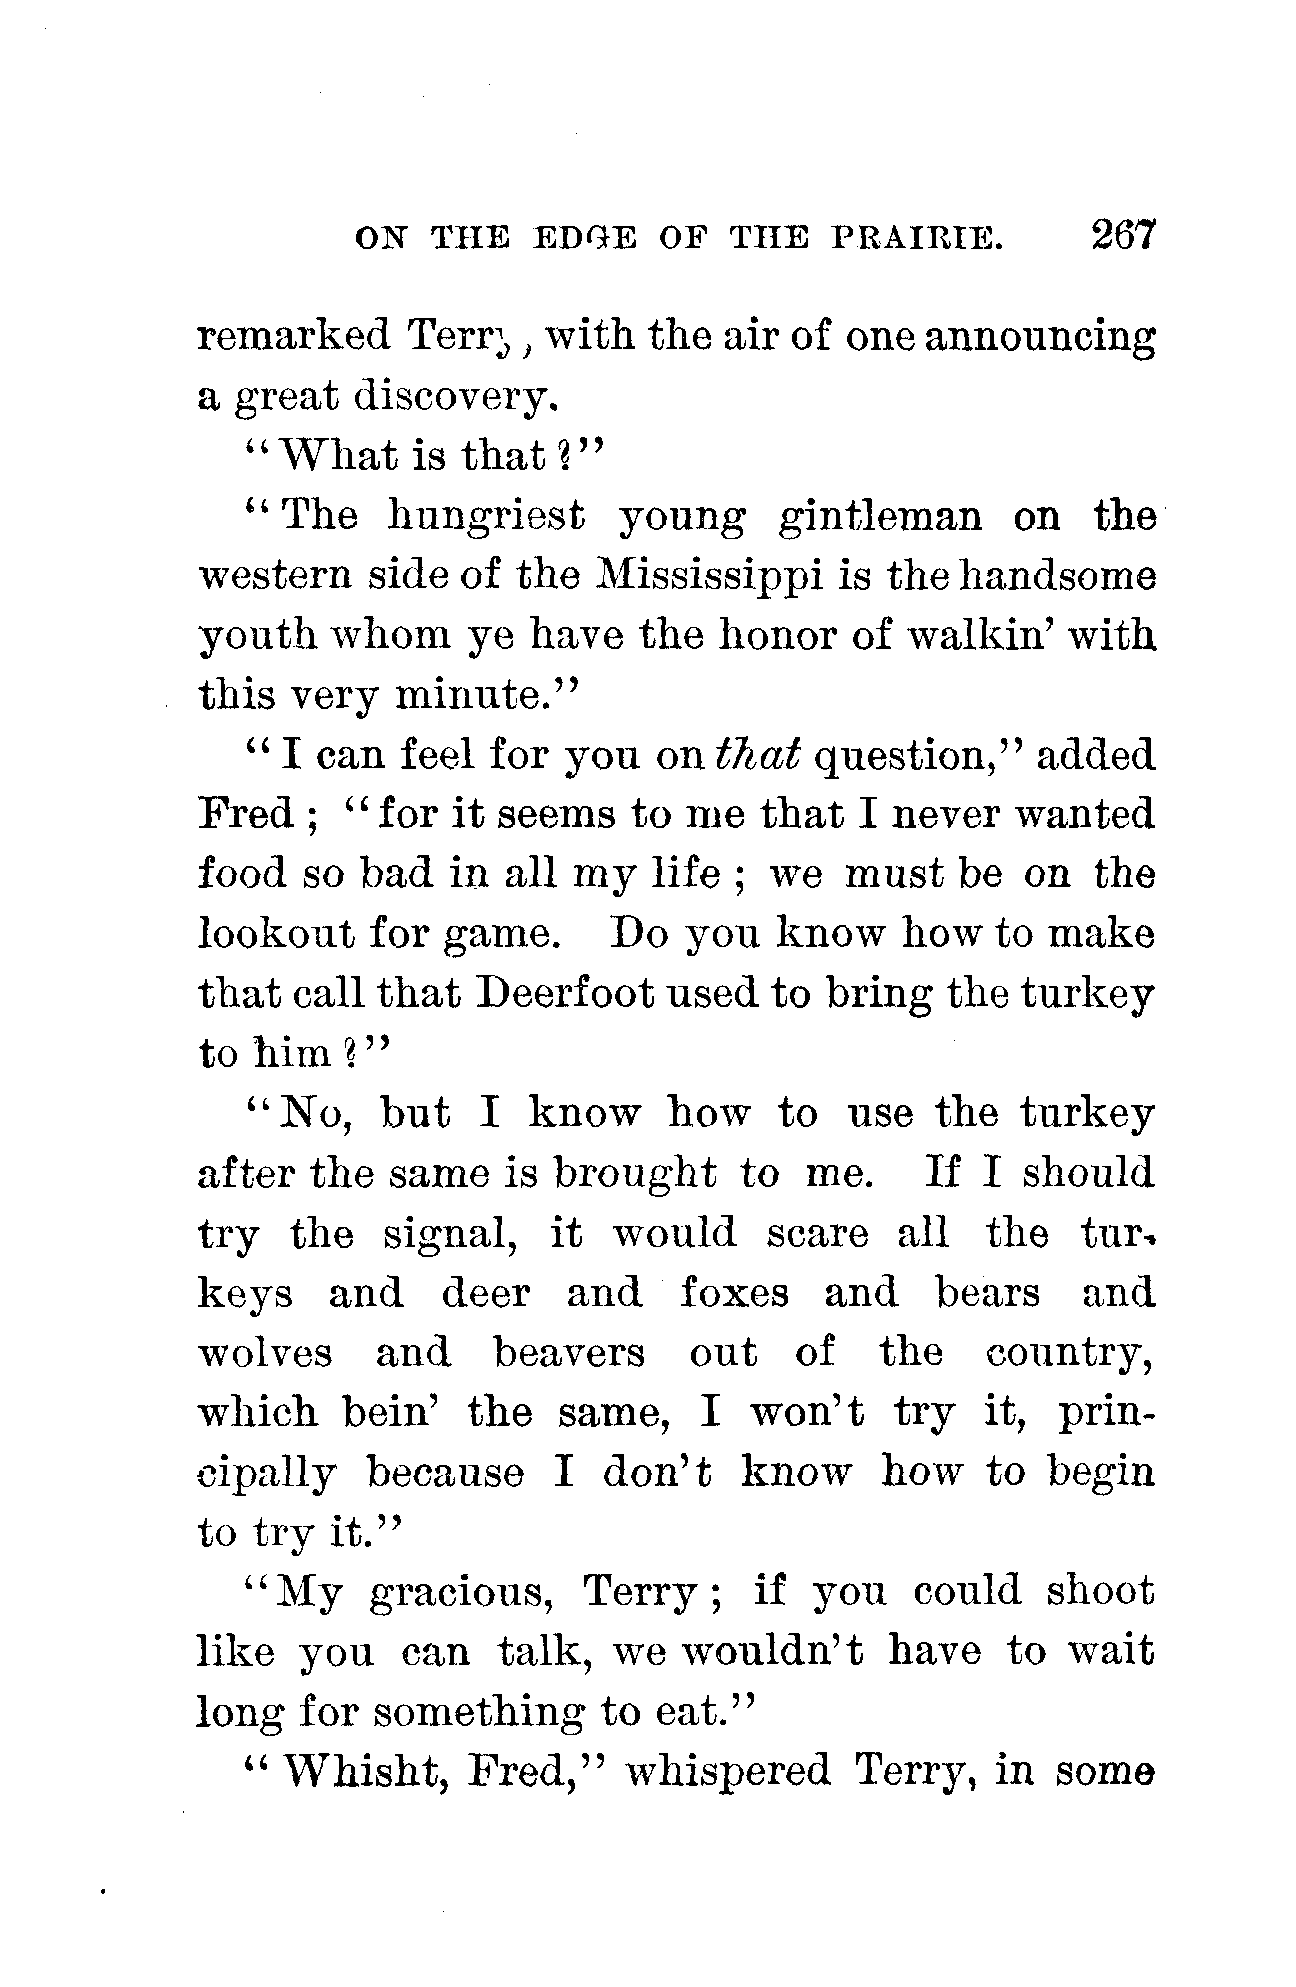 ON THE EDGE OF THE PRAIRIE. 267
remarked Terry, with the air of one announcing
a great discovery.
“What is that?”
“The hungriest young gintleman on the
western side of the Mississippi is the handsome
youth whom ye have the honor of walkin’ with
this very minute.”
“I can feel for you on that question,” added
Fred; “for it seems to me that I never wanted
food so bad in all my life; we must be on the
lookout for game. Do you know how to make
that call that Deerfoot used to bring the turkey
to him?”
“No, but I know how to use the turkey
after the same is brought to me. If I should
try the signal, it would scare all the tur-
keys and deer and foxes and bears and
wolves and beavers out of the country,
which bein’ the same, I won’t try it, prin-
cipally because I don’t know how to begin
to try it.”
“My gracious, Terry; if you could shoot
like you can talk, we wouldn’t have to wait
long for something to eat.”
“Whisht, Fred,” whispered Terry, in some